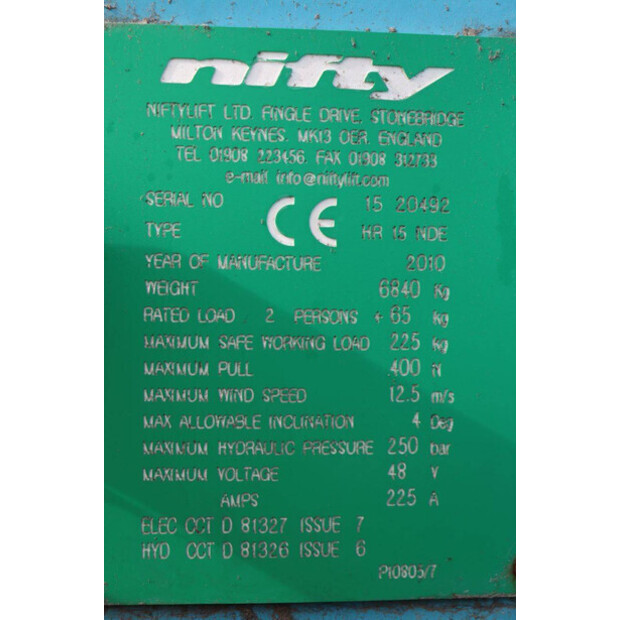 nifty
NIFTYLIFT LTD. FINGLE DRIVE. STONEBRIDGE
MILTON KEYNES. MK13 OER. ENGLAND
TEL 01908 223456. FAX 01908 312733
e-mail info@niftylift.com
SERIAL NO CE 15 20492
TYPE HR 15 NDE
YEAR OF MANUFACTURE 2010
WEIGHT 6840 Kg
RATED LOAD 2 PERSONS + 65 Kg
MAXIMUM SAFE WORKING LOAD 225 Kg
MAXIMUM PULL 400 N
MAXIMUM WIND SPEED 12.5 m/s
MAX ALLOWABLE INCLINATION 4 Deg
MAXIMUM HYDRAULIC PRESSURE 250 bar
MAXIMUM VOLTAGE 48 V
AMPS 225 A
ELEC CCT D 81327 ISSUE 7
HYD CCT D 81326 ISSUE 6
P10803/7